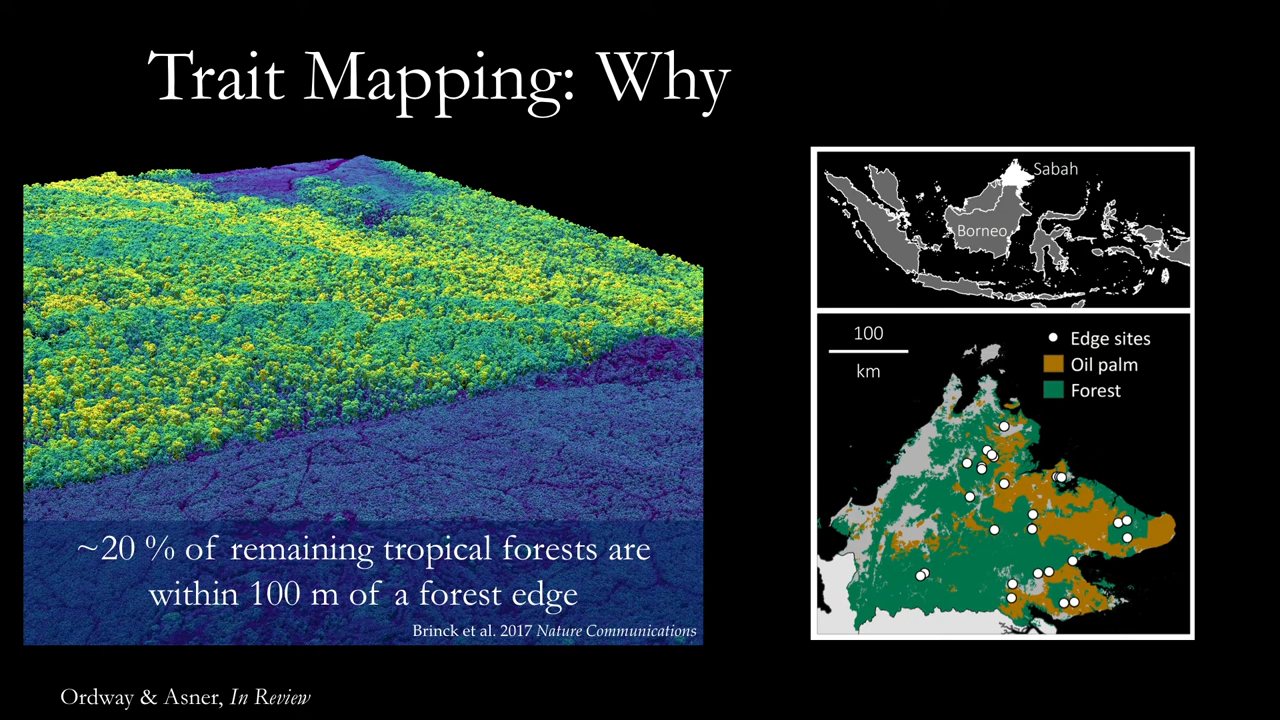 Trait Mapping: Why
~20 % of remaining tropical forests are
within 100 m of a forest edge
Brinck et al. 2017 Nature Communications
Sabah
Borneo
100
km
Edge sites
Oil palm
Forest
Ordway & Asner, In Review